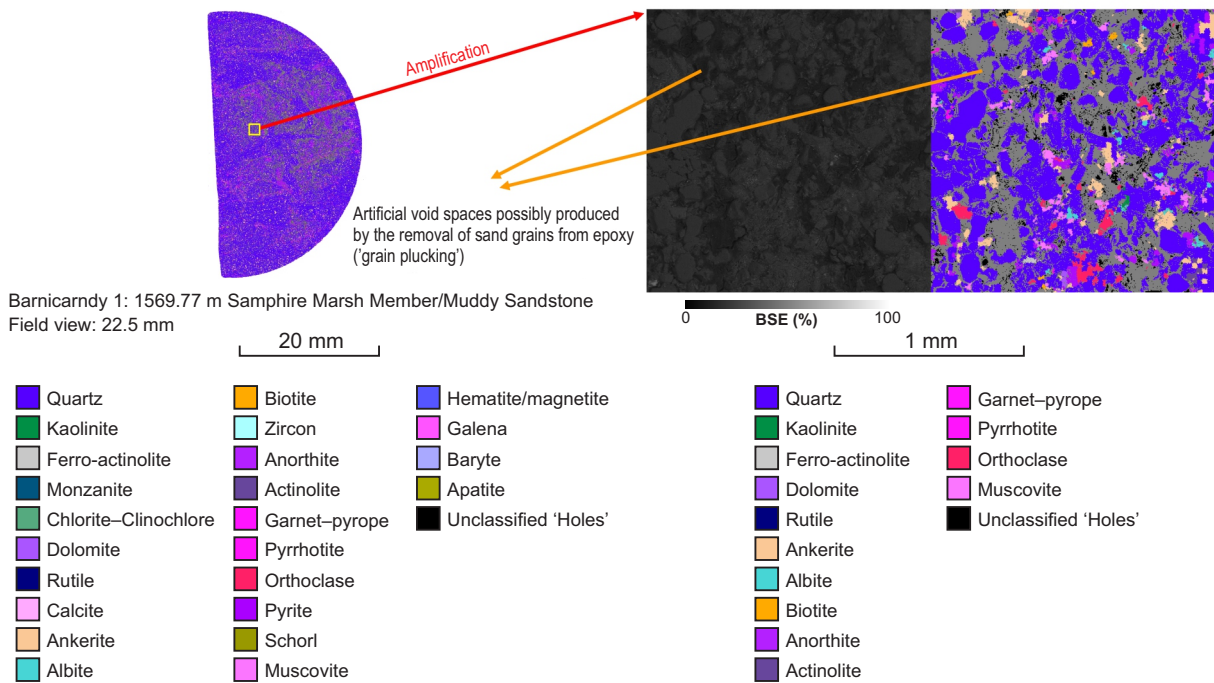 Amplification
Artificial void spaces possibly produced
by the removal of sand grains from epoxy
('grain plucking')
Barnicarndy 1: 1569.77 m Samphire Marsh Member/Muddy Sandstone
Field view: 22.5 mm
20 mm
0 BSE (%) 100
1 mm
Quartz
Kaolinite
Ferro-actinolite
Monzanite
Chlorite–Clinochlore
Dolomite
Rutile
Calcite
Ankerite
Albite
Biotite
Zircon
Anorthite
Actinolite
Garnet–pyrope
Pyrrhotite
Orthoclase
Pyrite
Schorl
Muscovite
Hematite/magnetite
Galena
Baryte
Apatite
Unclassified 'Holes'
Quartz
Kaolinite
Ferro-actinolite
Dolomite
Rutile
Ankerite
Albite
Biotite
Anorthite
Actinolite
Garnet–pyrope
Pyrrhotite
Orthoclase
Muscovite
Unclassified 'Holes'